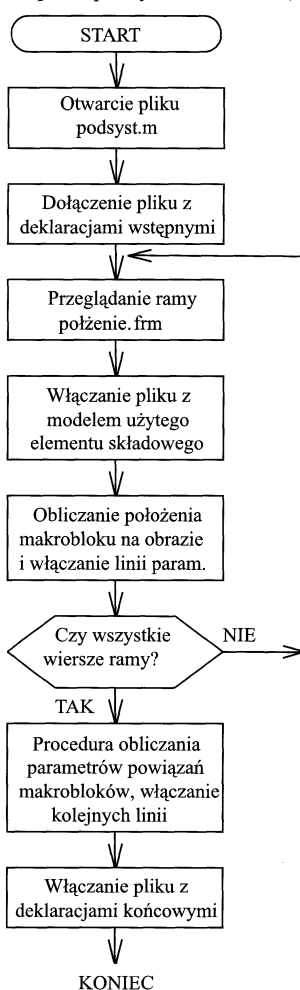 START
Otwarcie pliku
podsyst.m
Dołączenie pliku z
deklaracjami wstępnymi
Przeglądanie ramy
połżenie.frm
Włączanie pliku z
modelem użytego
elementu składowego
Obliczanie położenia
makrobloku na obrazie
i włączanie linii param.
Czy wszystkie
wiersze ramy?
NIE
TAK
Procedura obliczania
parametrów powiązań
makrobloków, włączanie
kolejnych linii
Włączanie pliku z
deklaracjami końcowymi
KONIEC